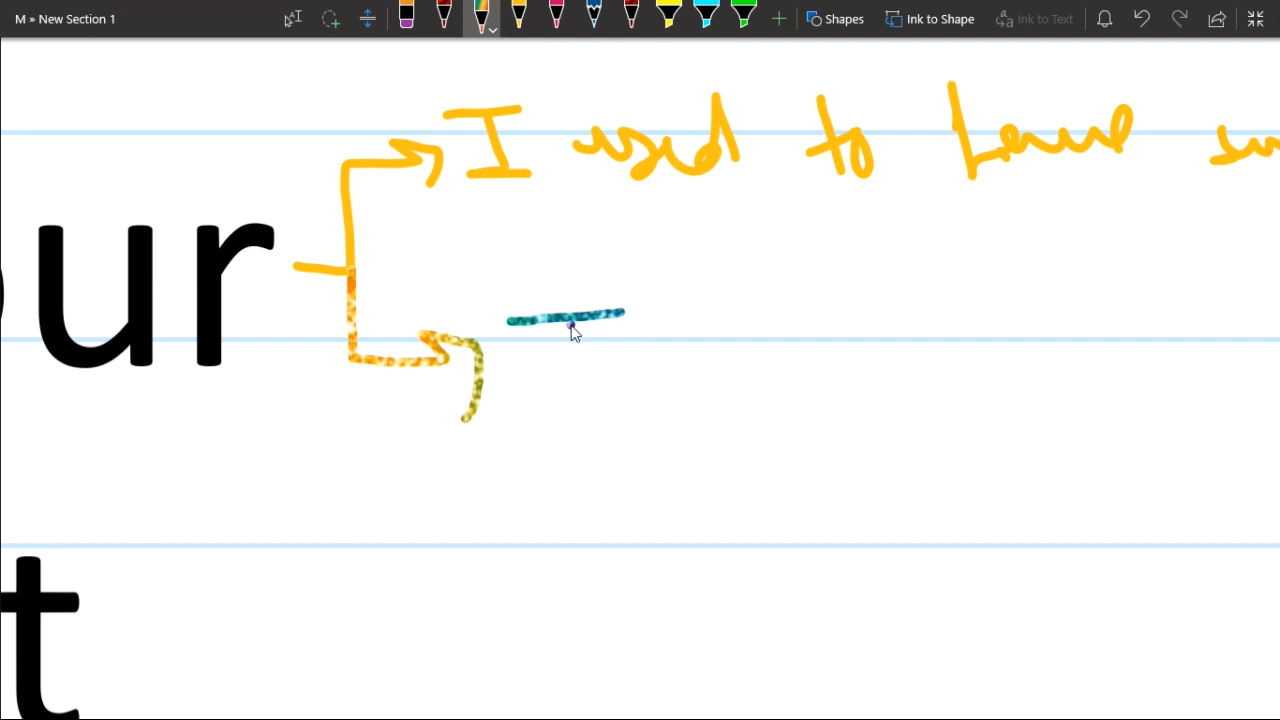 M » New Section 1
Shapes
Ink to Shape
Ink to Text
I used to have
ur
t